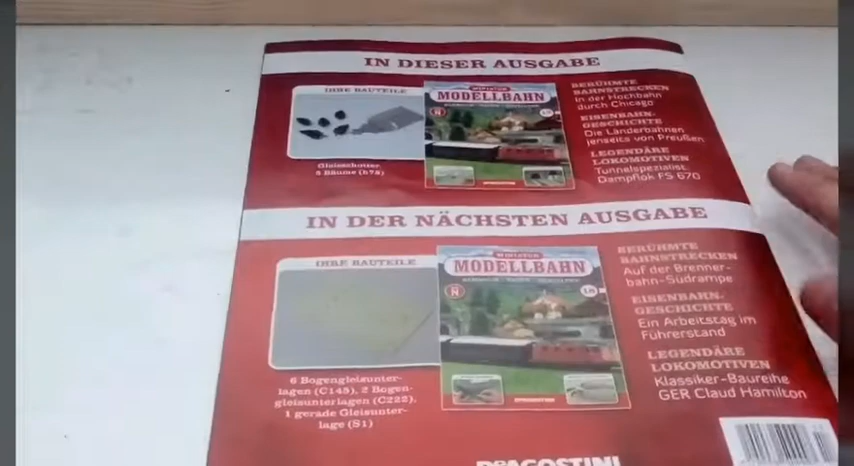 IN DIESER AUSGABE
IHRE BAUTEILE
MINIATUR
MODELLBAHN
N
Gleisschotter
5 Bäume (h78)
BERÜHMTE
BAHNSTRECKEN
In der Hochbahn
durch Chicago
EISENBAHN-
GESCHICHTE
Die Länderbahnen
jenseits von Preußen
LEGENDÄRE
LOKOMOTIVEN
Tunnelspezialist
Dampflok FS 670
IN DER NÄCHSTEN AUSGABE
IHRE BAUTEILE
MINIATUR
MODELLBAHN
N
6 Bogengleisunter-
lagen (C145), 2 Bogen-
gleisunterlagen (C222),
1 gerade Gleisunter-
lage (S1)
BERÜHMTE
BAHNSTRECKEN
Auf der Brenner-
bahn-Südrampe
EISENBAHN-
GESCHICHTE
Ein Arbeitstag im
Führerstand
LEGENDÄRE
LOKOMOTIVEN
Klassiker-Baureihe
GER Claud Hamilton
DeAGOSTINI